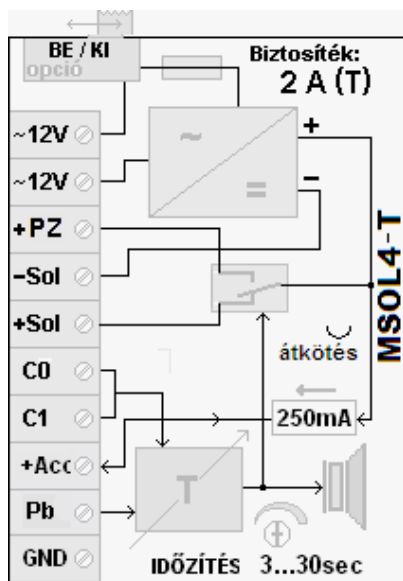 BE / KI
opció
Biztosíték:
2 A (T)
~12V
~12V
+PZ
–Sol
+Sol
C0
C1
+Acc
Pb
GND
~
=
+
–
MSOL4-T
átkötés
250mA
T
IDŐZÍTÉS 3...30sec